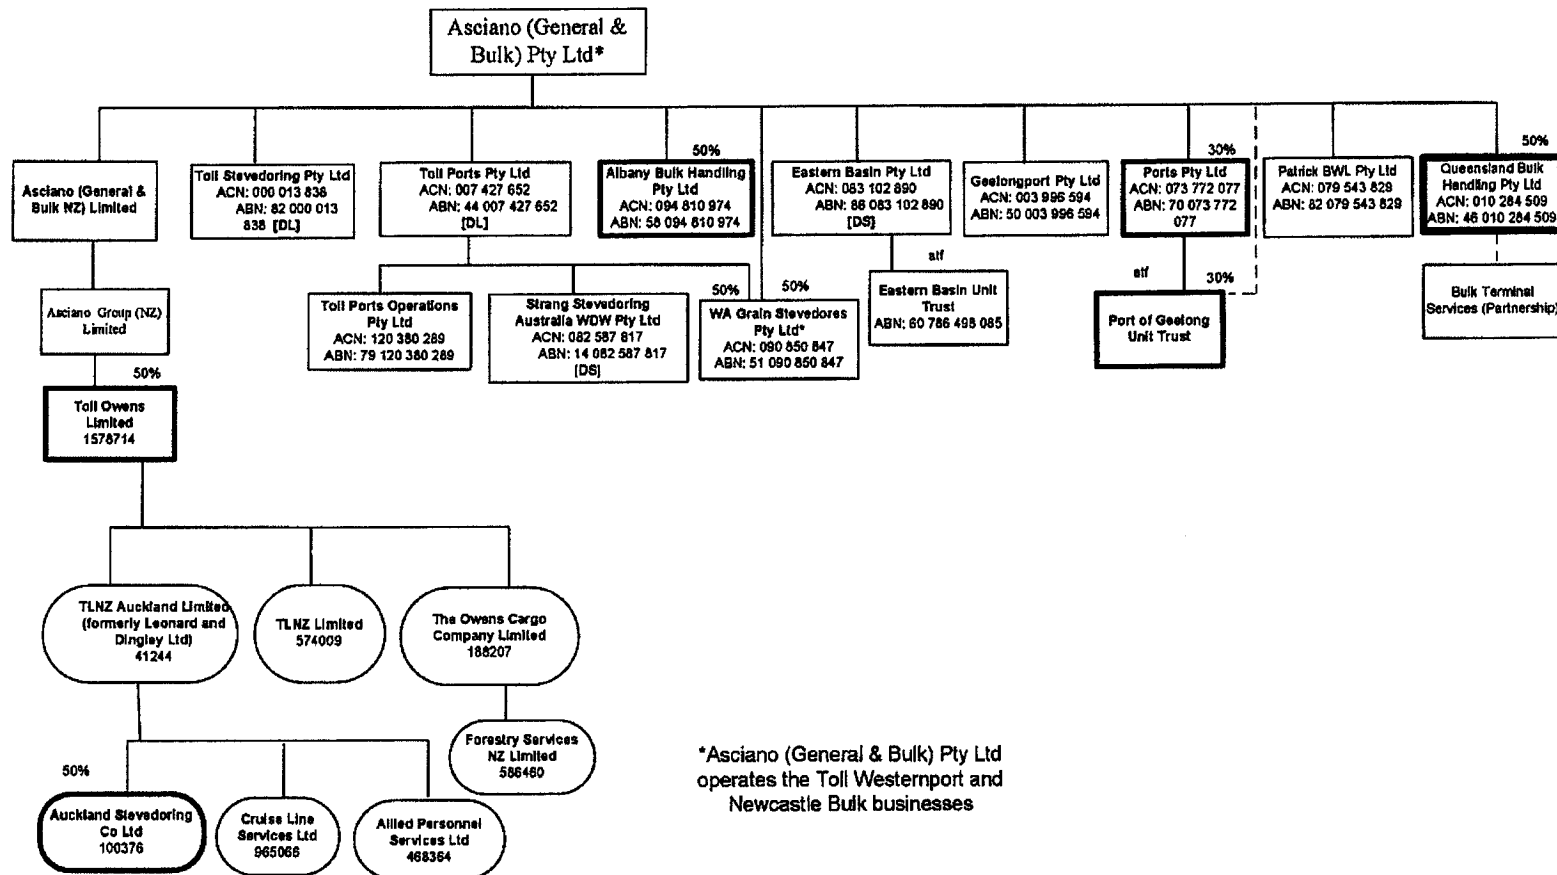 Asciano (General &
Bulk) Pty Ltd*
Asciano (General &
Bulk NZ) Limited
Toll Stevedoring Pty Ltd
ACN: 000 013 838
ABN: 82 000 013
838 [DL]
Toll Ports Pty Ltd
ACN: 007 427 652
ABN: 44 007 427 652
[DL]
50%
Albany Bulk Handling
Pty Ltd
ACN: 094 810 974
ABN: 58 094 810 974
Eastern Basin Pty Ltd
ACN: 083 102 890
ABN: 86 083 102 890
[DS]
Geelongport Pty Ltd
ACN: 003 996 594
ABN: 50 003 996 594
30%
Ports Pty Ltd
ACN: 073 772 077
ABN: 70 073 772
077
Patrick BWL Pty Ltd
ACN: 079 543 829
ABN: 82 079 543 829
50%
Queensland Bulk
Handling Pty Ltd
ACN: 010 284 509
ABN: 46 010 284 509
Asciano Group (NZ)
Limited
Toll Ports Operations
Pty Ltd
ACN: 120 380 289
ABN: 79 120 380 289
Strang Stevedoring
Australia WDW Pty Ltd
ACN: 082 587 817
ABN: 14 082 587 817
[DS]
50%
50%
WA Grain Stevedores
Pty Ltd*
ACN: 090 850 847
ABN: 51 090 850 847
atf
Eastern Basin Unit
Trust
ABN: 60 786 498 085
atf
30%
Port of Geelong
Unit Trust
Bulk Terminal
Services (Partnership)
50%
Toll Owens
Limited
1578714
TLNZ Auckland Limited
(formerly Leonard and
Dingley Ltd)
41244
TLNZ Limited
574009
The Owens Cargo
Company Limited
188207
Forestry Services
NZ Limited
586480
50%
Auckland Stevedoring
Co Ltd
100376
Cruise Line
Services Ltd
965066
Allied Personnel
Services Ltd
468364
*Asciano (General & Bulk) Pty Ltd
operates the Toll Westernport and
Newcastle Bulk businesses